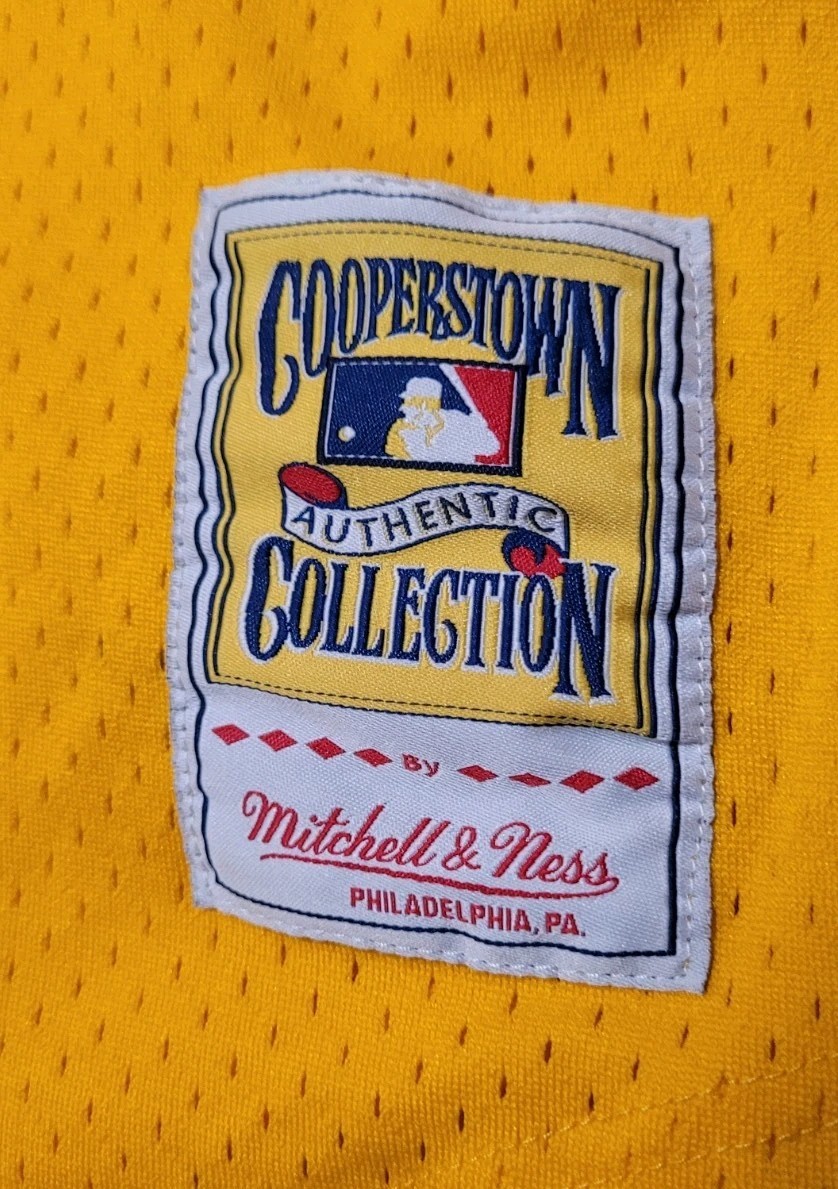 COOPERSTOWN
AUTHENTIC
COLLECTION
By
Mitchell & Ness
PHILADELPHIA, PA.